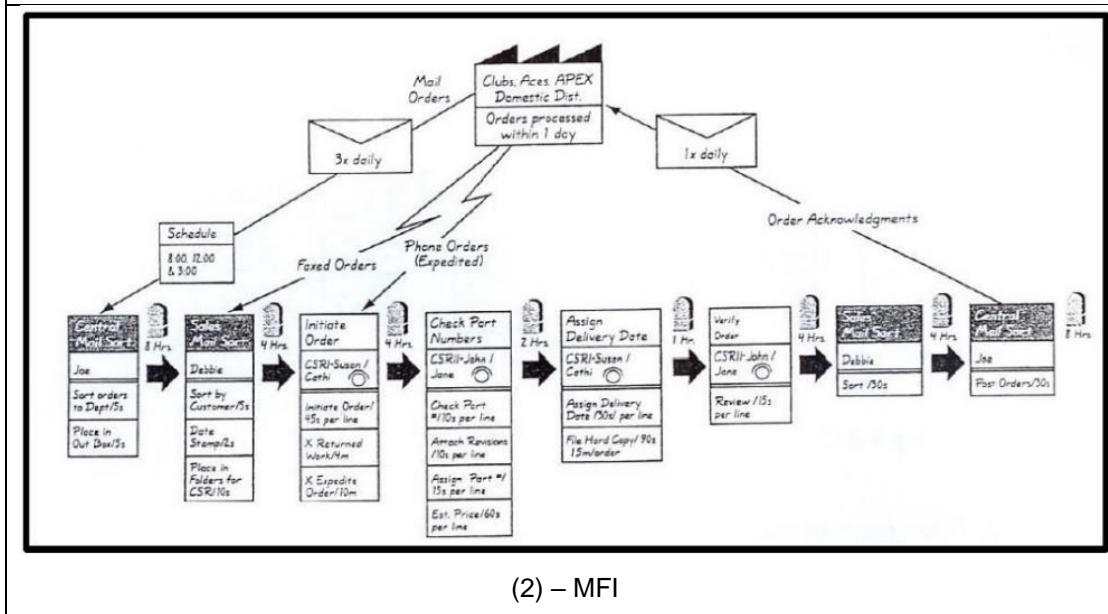 Clubs, Aces, APEX
Domestic Dist.
Orders processed
within 1 day
Mail
Orders
3x daily
1x daily
Order Acknowledgments
Schedule
8:00, 12:00
& 3:00
Faxed Orders
Phone Orders
(Expedited)
Central
Mail Sort
Joe
Sort orders
to Dept/5s
Place in
Out Box/5s
8 Hrs.
Sales
Mail Sort
Debbie
Sort by
Customer/5s
Date
Stamp/2s
Place in
Folders for
CSR/10s
4 Hrs.
Initiate
Order
CSRI-Susan /
Cathi
Initiate Order/
45s per line
X Returned
Work/4m
X Expedite
Order/10m
4 Hrs.
Check Part
Numbers
CSRII-John /
Jane
Check Part
#/10s per line
Attach Revisions
/10s per line
Assign Part #/
15s per line
Est. Price/60s
per line
2 Hrs.
Assign
Delivery Date
CSRI-Susan /
Cathi
Assign Delivery
Date /30s/ per line
File Hard Copy/ 90s
15m/order
1 Hr.
Verify
Order
CSRII-John /
Jane
Review /15s
per line
4 Hrs.
Sales
Mail Sort
Debbie
Sort /30s
4 Hrs.
Central
Mail Sort
Joe
Post Orders/30s
8 Hrs.
(2) – MFI